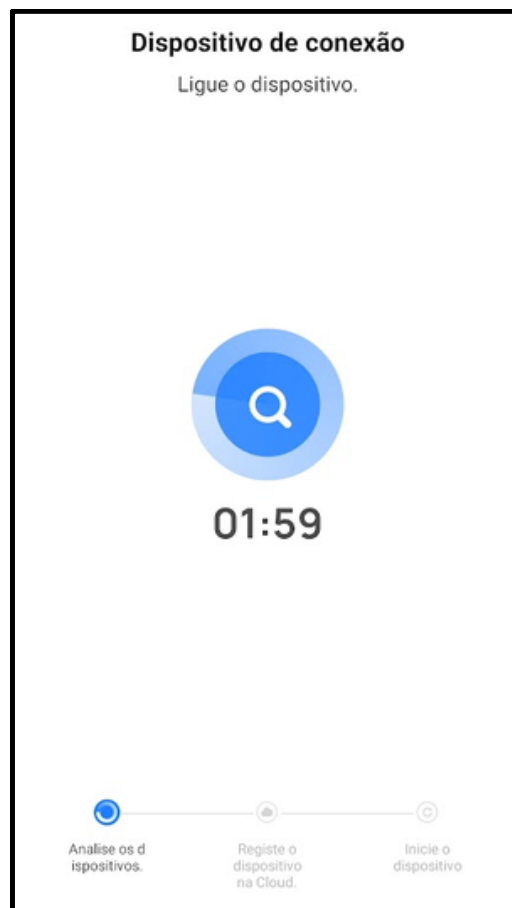 Dispositivo de conexão
Ligue o dispositivo.
01:59
Analise os d
ispositivos.
Registe o
dispositivo
na Cloud.
Inicie o
dispositivo